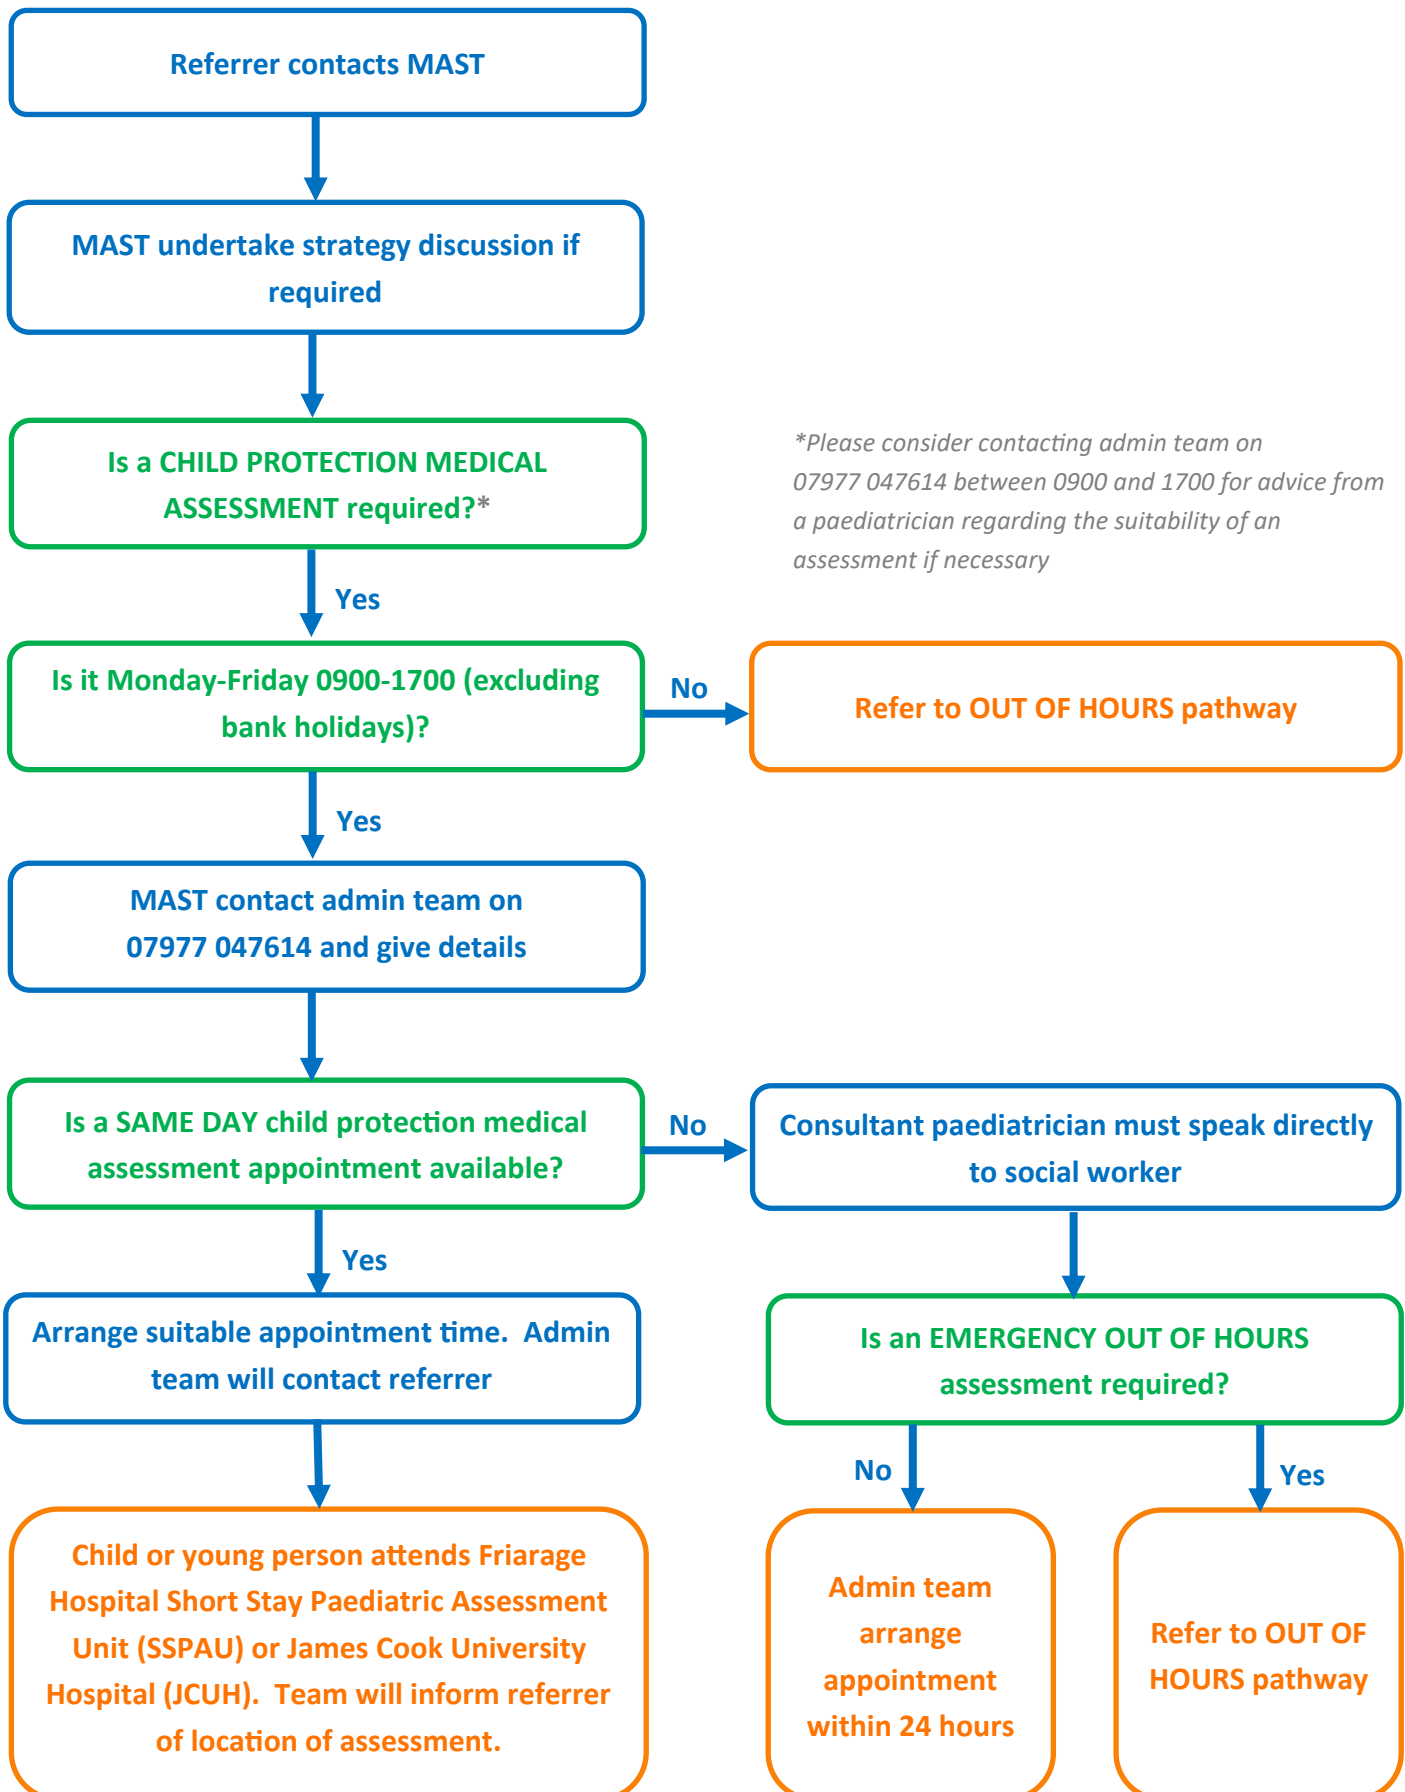 Referrer contacts MAST
MAST undertake strategy discussion if
required
Is a CHILD PROTECTION MEDICAL
ASSESSMENT required?*
*Please consider contacting admin team on
07977 047614 between 0900 and 1700 for advice from
a paediatrician regarding the suitability of an
assessment if necessary
Yes
Is it Monday-Friday 0900-1700 (excluding
bank holidays)?
No
Refer to OUT OF HOURS pathway
Yes
MAST contact admin team on
07977 047614 and give details
Is a SAME DAY child protection medical
assessment appointment available?
No
Consultant paediatrician must speak directly
to social worker
Yes
Arrange suitable appointment time.  Admin
team will contact referrer
Is an EMERGENCY OUT OF HOURS
assessment required?
No
Yes
Child or young person attends Friarage
Hospital Short Stay Paediatric Assessment
Unit (SSPAU) or James Cook University
Hospital (JCUH).  Team will inform referrer
of location of assessment.
Admin team
arrange
appointment
within 24 hours
Refer to OUT OF
HOURS pathway